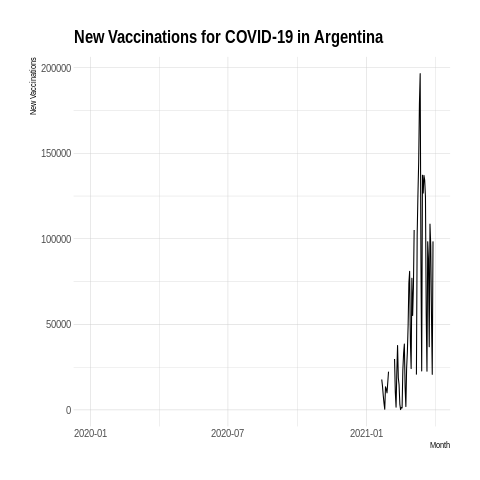 New Vaccinations for COVID-19 in Argentina
New Vaccinations
200000
150000
100000
50000
0
2020-01 2020-07 2021-01
Month